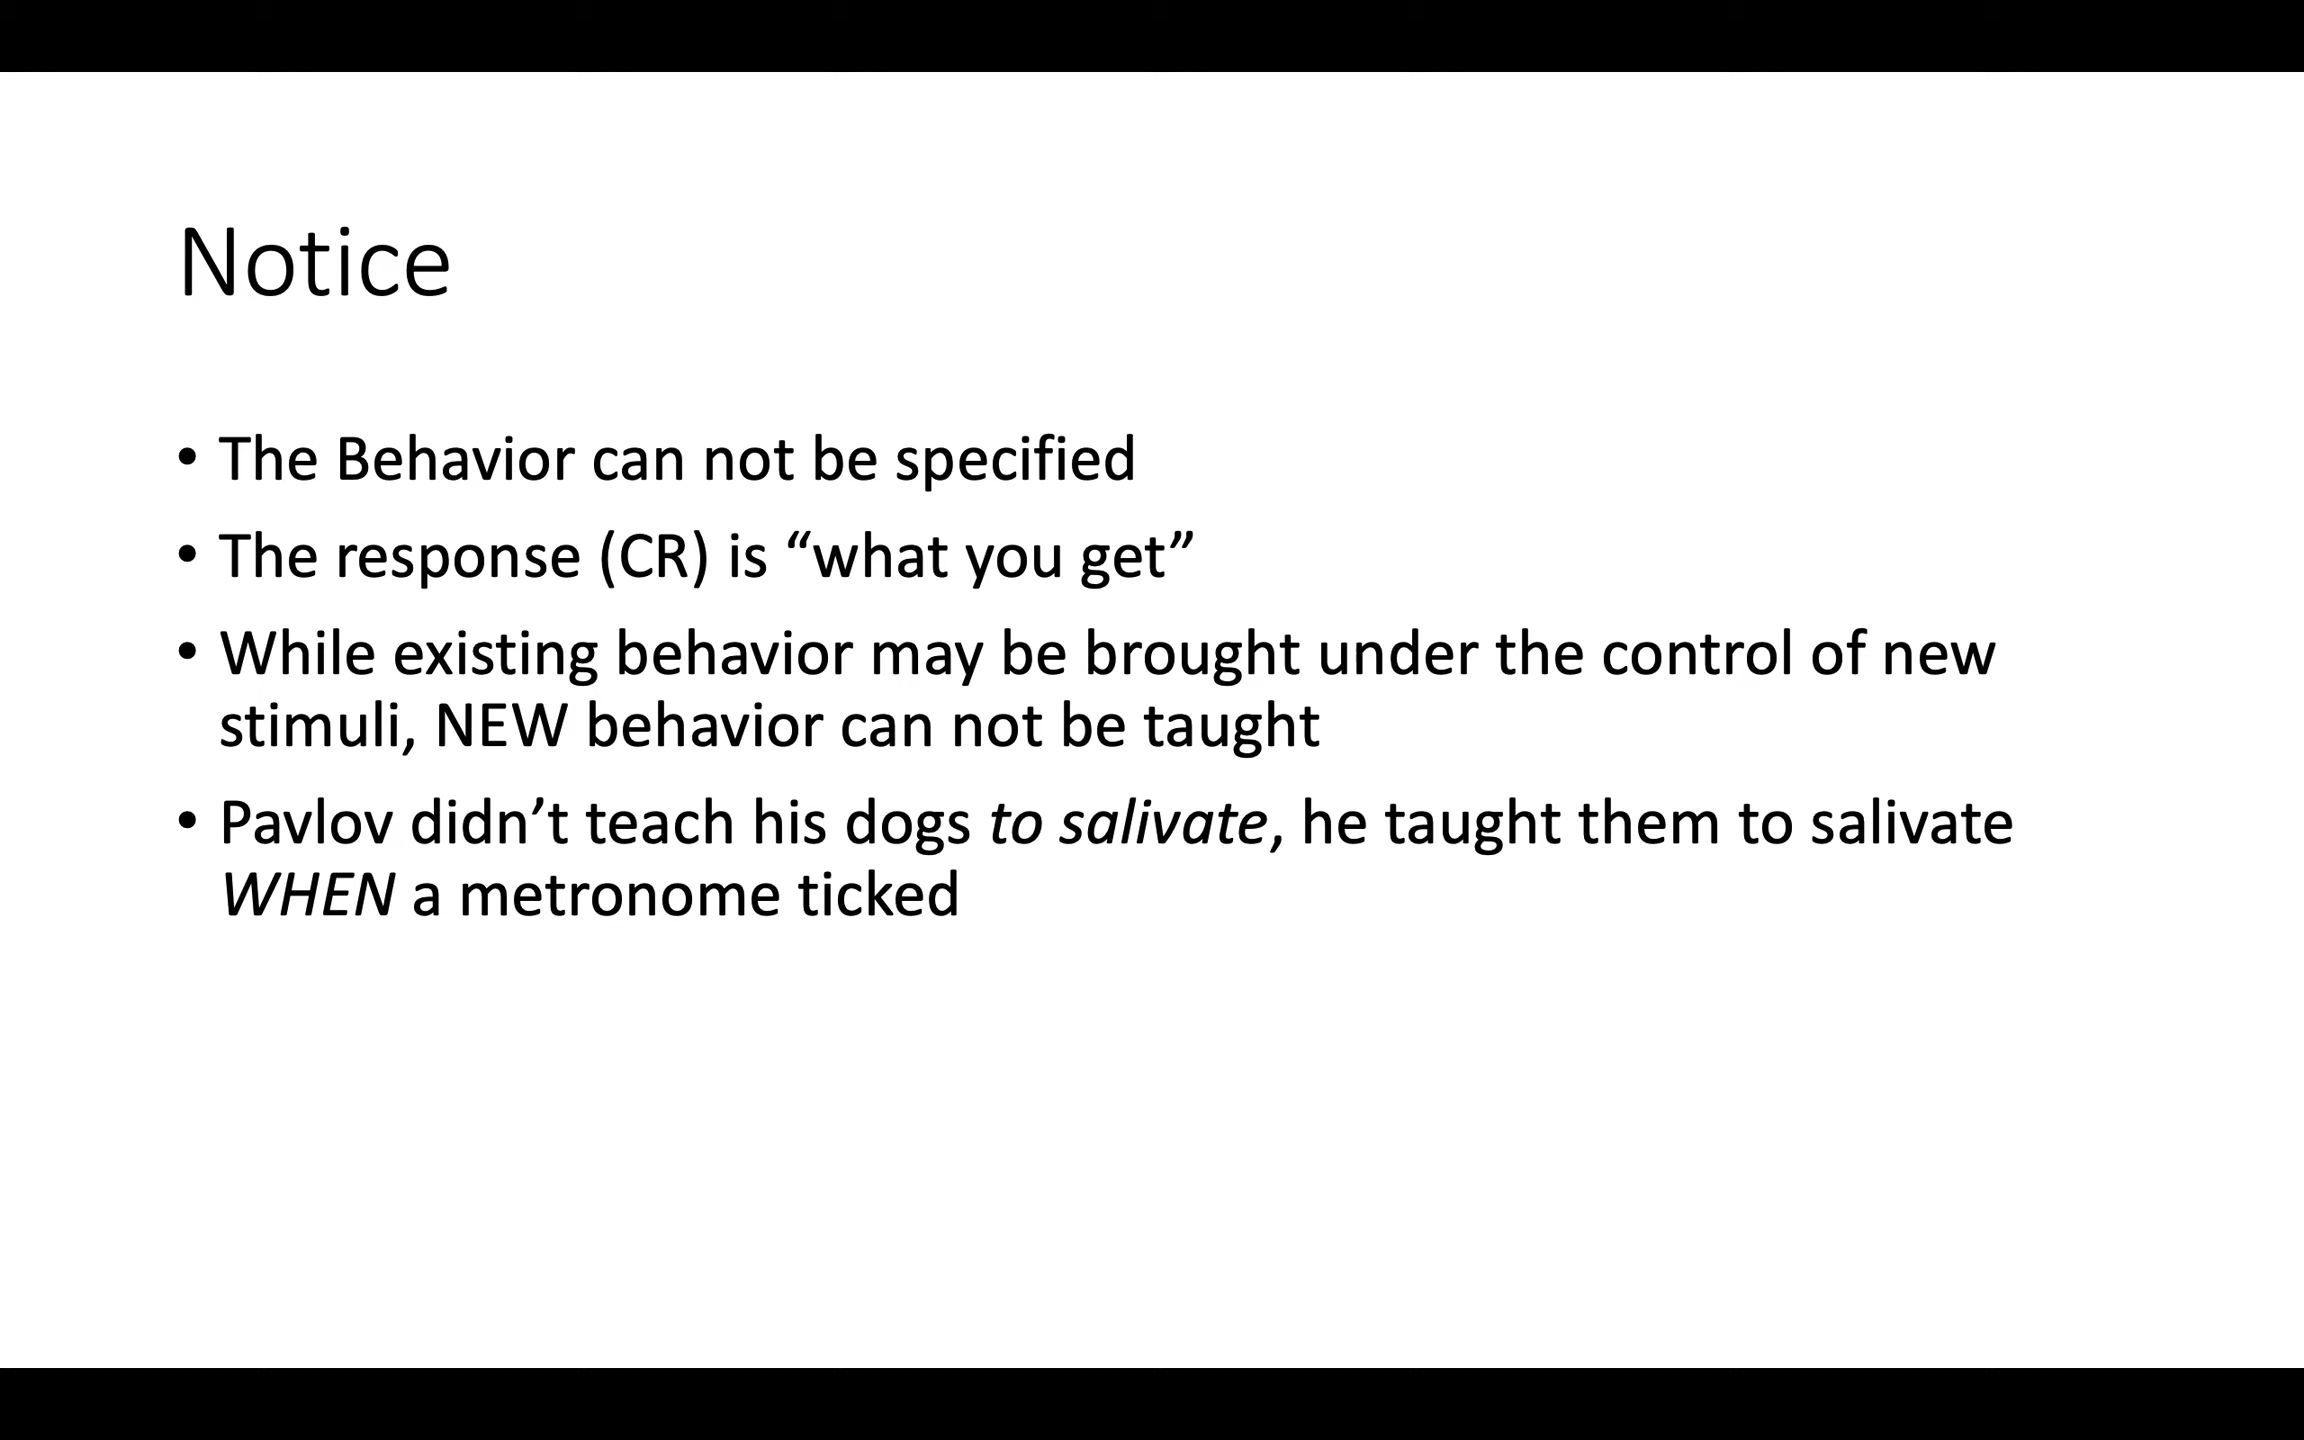 Notice
• The Behavior can not be specified
• The response (CR) is “what you get”
• While existing behavior may be brought under the control of new
stimuli, NEW behavior can not be taught
• Pavlov didn’t teach his dogs to salivate, he taught them to salivate
WHEN a metronome ticked